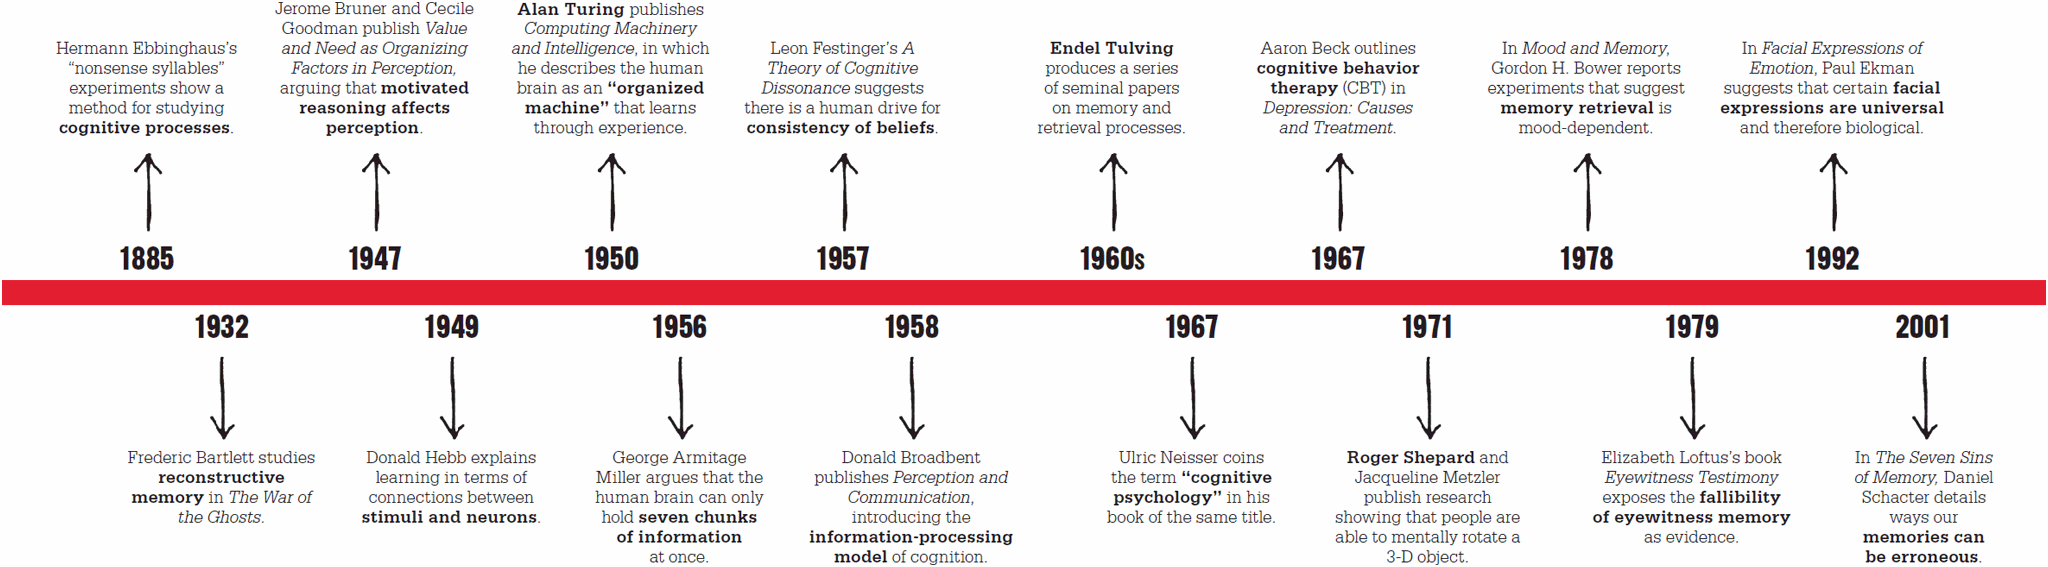 Hermann Ebbinghaus’s
“nonsense syllables”
experiments show a
method for studying
cognitive processes.
Jerome Bruner and Cecile
Goodman publish Value
and Need as Organizing
Factors in Perception,
arguing that motivated
reasoning affects
perception.
Alan Turing publishes
Computing Machinery
and Intelligence, in which
he describes the human
brain as an “organized
machine” that learns
through experience.
Leon Festinger’s A
Theory of Cognitive
Dissonance suggests
there is a human drive for
consistency of beliefs.
Endel Tulving
produces a series
of seminal papers
on memory and
retrieval processes.
Aaron Beck outlines
cognitive behavior
therapy (CBT) in
Depression: Causes
and Treatment.
In Mood and Memory,
Gordon H. Bower reports
experiments that suggest
memory retrieval is
mood-dependent.
In Facial Expressions of
Emotion, Paul Ekman
suggests that certain facial
expressions are universal
and therefore biological.
1885
1947
1950
1957
1960s
1967
1978
1992
1932
1949
1956
1958
1967
1971
1979
2001
Frederic Bartlett studies
reconstructive
memory in The War of
the Ghosts.
Donald Hebb explains
learning in terms of
connections between
stimuli and neurons.
George Armitage
Miller argues that the
human brain can only
hold seven chunks
of information
at once.
Donald Broadbent
publishes Perception and
Communication,
introducing the
information-processing
model of cognition.
Ulric Neisser coins
the term “cognitive
psychology” in his
book of the same title.
Roger Shepard and
Jacqueline Metzler
publish research
showing that people are
able to mentally rotate a
3-D object.
Elizabeth Loftus’s book
Eyewitness Testimony
exposes the fallibility
of eyewitness memory
as evidence.
In The Seven Sins
of Memory, Daniel
Schacter details
ways our
memories can
be erroneous.